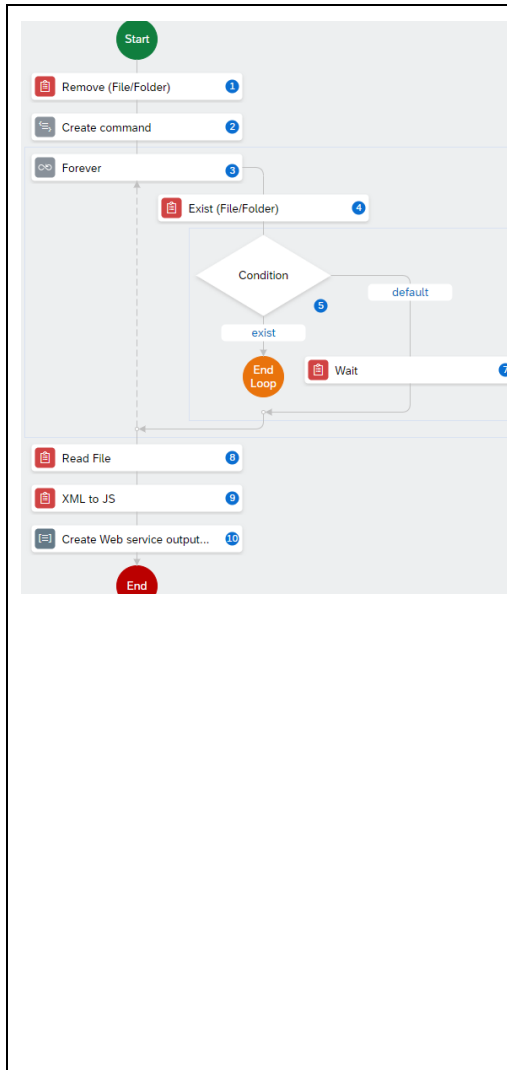 Start
Remove (File/Folder) 1
Create command 2
Forever 3
Exist (File/Folder) 4
Condition
5
default
exist
End
Loop
Wait 7
Read File 8
XML to JS 9
Create Web service output... 10
End